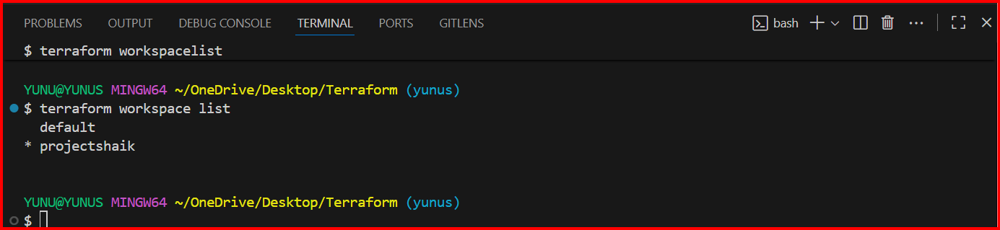 PROBLEMS OUTPUT DEBUG CONSOLE TERMINAL PORTS GITLENS bash
$ terraform workspacelist
YUNU@YUNUS MINGW64 ~/OneDrive/Desktop/Terraform (yunus)
$ terraform workspace list
default
* projectshaik
YUNU@YUNUS MINGW64 ~/OneDrive/Desktop/Terraform (yunus)
$